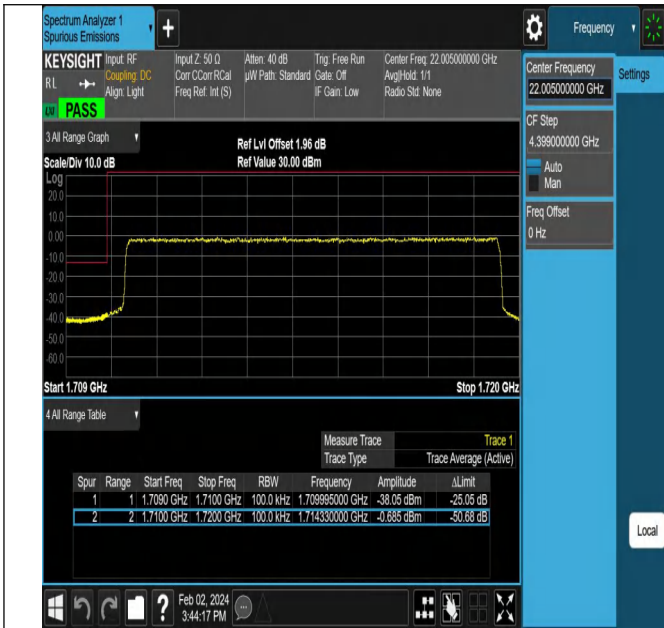 Spectrum Analyzer 1
Spurious Emissions
Frequency
KEYSIGHT
RL
PASS
Input: RF
Coupling: DC
Align: Light
Input Z: 50 Ω
Corr CCorr RCal
Freq Ref: Int (S)
Atten: 40 dB
µW Path: Standard
Trig: Free Run
Gate: Off
IF Gain: Low
Center Freq: 22.005000000 GHz
Avg|Hold: 1/1
Radio Std: None
Center Frequency
22.005000000 GHz
Settings
CF Step
4.399000000 GHz
Auto
Man
Freq Offset
0 Hz
3 All Range Graph
Scale/Div 10.0 dB
Ref Lvl Offset 1.96 dB
Ref Value 30.00 dBm
Log
20.0
10.0
0.00
-10.0
-20.0
-30.0
-40.0
-50.0
-60.0
Start 1.709 GHz
Stop 1.720 GHz
4 All Range Table
Measure Trace Trace 1
Trace Type Trace Average (Active)
Spur Range Start Freq Stop Freq RBW Frequency Amplitude ΔLimit
1 1 1.7090 GHz 1.7100 GHz 100.0 kHz 1.709995000 GHz -38.05 dBm -25.05 dB
2 2 1.7100 GHz 1.7200 GHz 100.0 kHz 1.714330000 GHz -0.685 dBm -50.68 dB
Local
Feb 02, 2024
3:44:17 PM